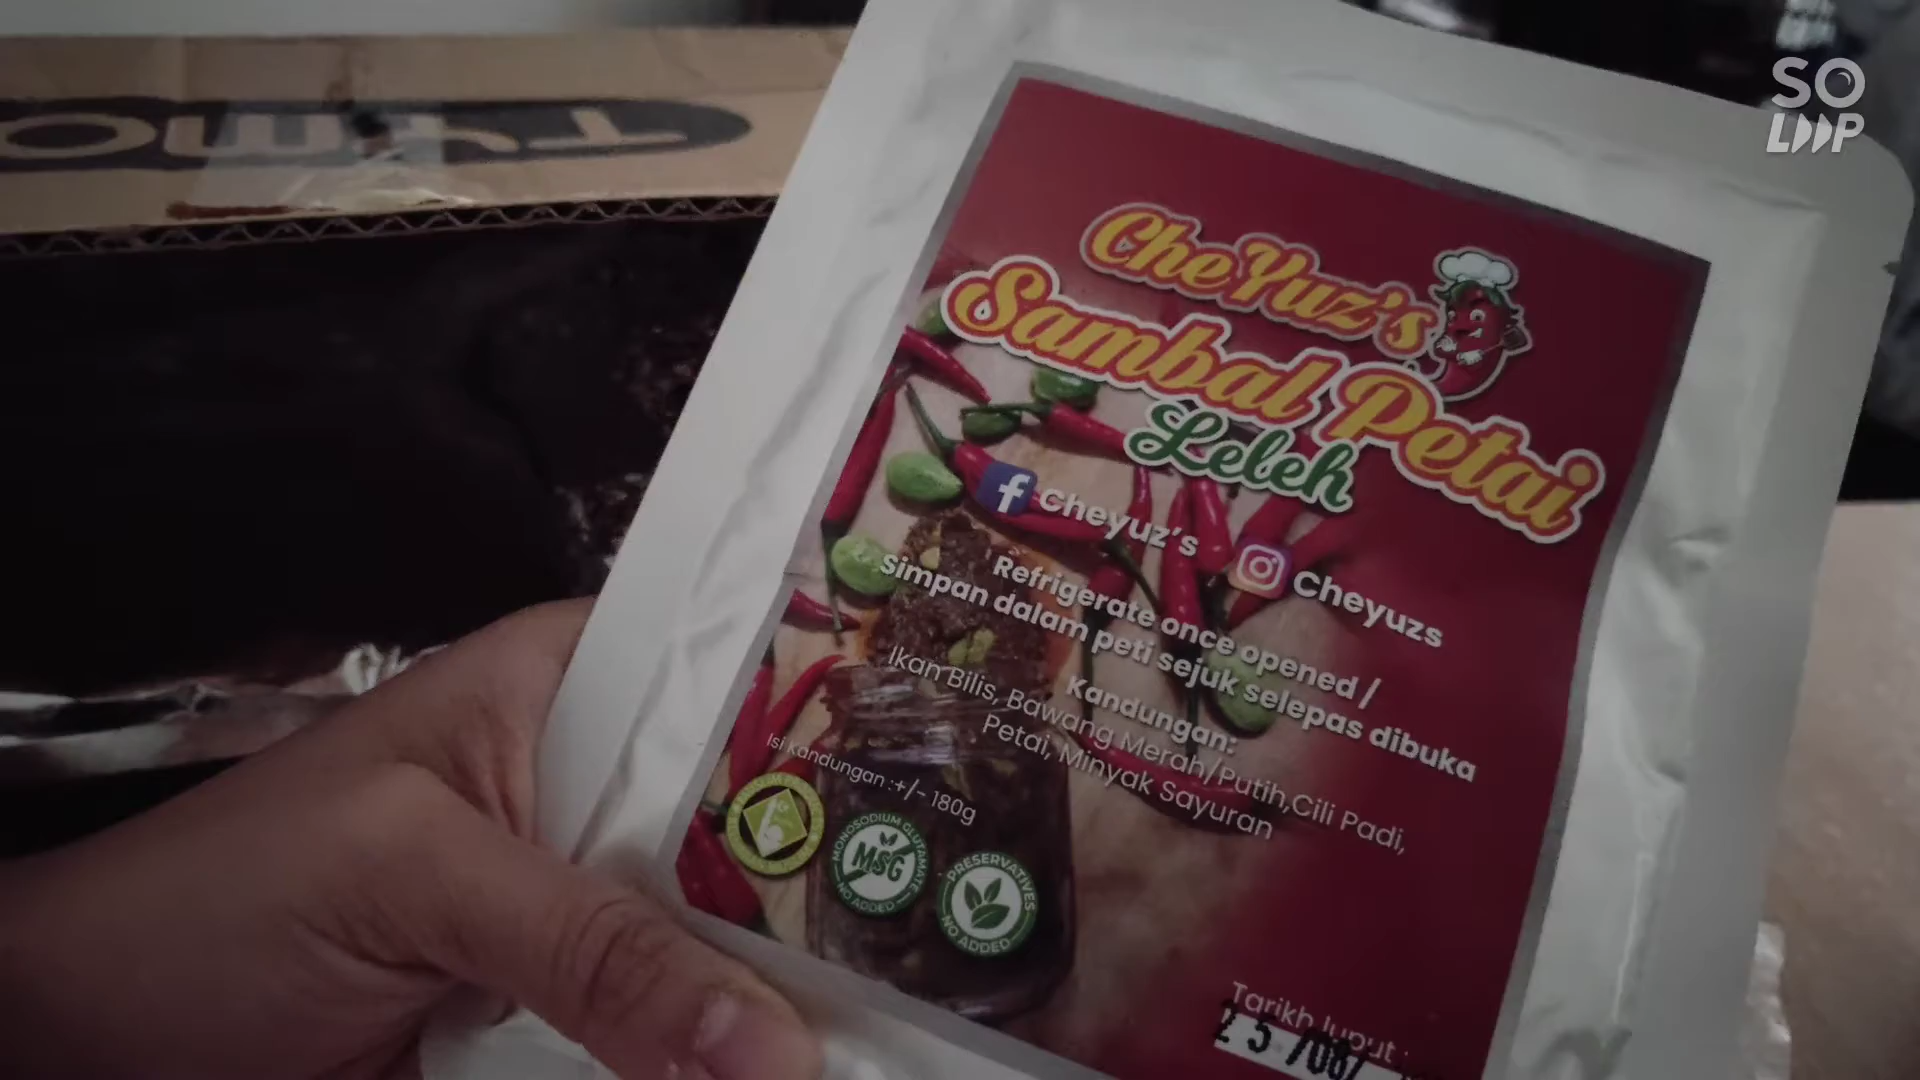 SO
LOOP
CheYuz's
Sambal Petai
Leleh
Cheyuz's
Cheyuzs
Refrigerate once opened /
simpan dalam peti sejuk selepas dibuka
Kandungan:
Ikan Bilis, Bawang Merah/Putih,Cili Padi,
Petai, Minyak Sayuran
Isi kandungan :+/- 180g
MONOSODIUM GLUTAMATE
MSG
NO ADDED
PRESERVATIVES
NO ADDED
Tarikh luput :
25/08/